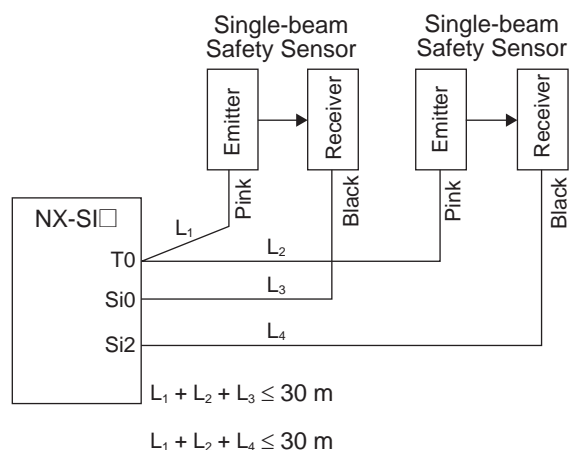 Single-beam
Safety Sensor
Single-beam
Safety Sensor
Emitter
Receiver
Emitter
Receiver
Pink
Black
Pink
Black
NX-SI□
L₁
T0
L₂
Si0
L₃
Si2
L₄
L₁ + L₂ + L₃ ≤ 30 m
L₁ + L₂ + L₄ ≤ 30 m